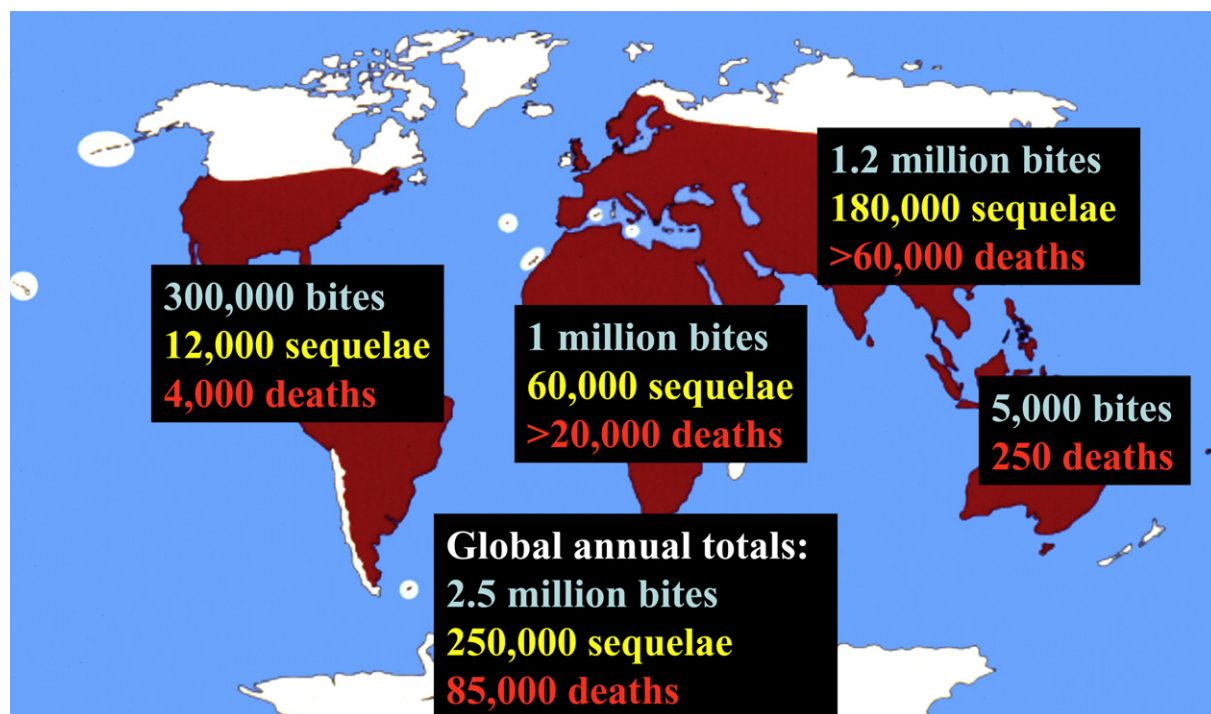 1.2 million bites
180,000 sequelae
>60,000 deaths
300,000 bites
12,000 sequelae
4,000 deaths
1 million bites
60,000 sequelae
>20,000 deaths
5,000 bites
250 deaths
Global annual totals:
2.5 million bites
250,000 sequelae
85,000 deaths